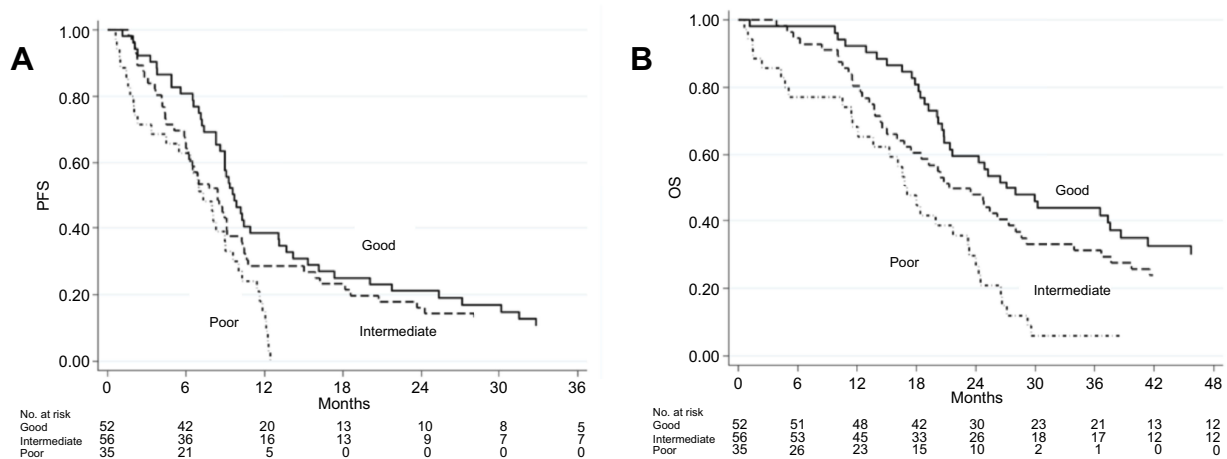 A
PFS
1.00
0.80
0.60
0.40
0.20
0.00
Good
Poor
Intermediate
0 6 12 18 24 30 36
Months
No. at risk
Good 52 42 20 13 10 8 5
Intermediate 56 36 16 13 9 7 7
Poor 35 21 5 0 0 0 0
B
OS
1.00
0.80
0.60
0.40
0.20
0.00
Good
Poor
Intermediate
0 6 12 18 24 30 36 42 48
Months
No. at risk
Good 52 51 48 42 30 23 21 13 12
Intermediate 56 53 45 33 26 18 17 12 12
Poor 35 26 23 15 10 2 1 0 0